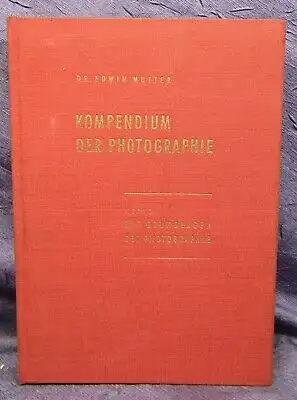 DR. EDWIN MUTTER
KOMPENDIUM
DER PHOTOGRAPHIE
DIE GRUNDLAGEN
DER PHOTOGRAPHIE